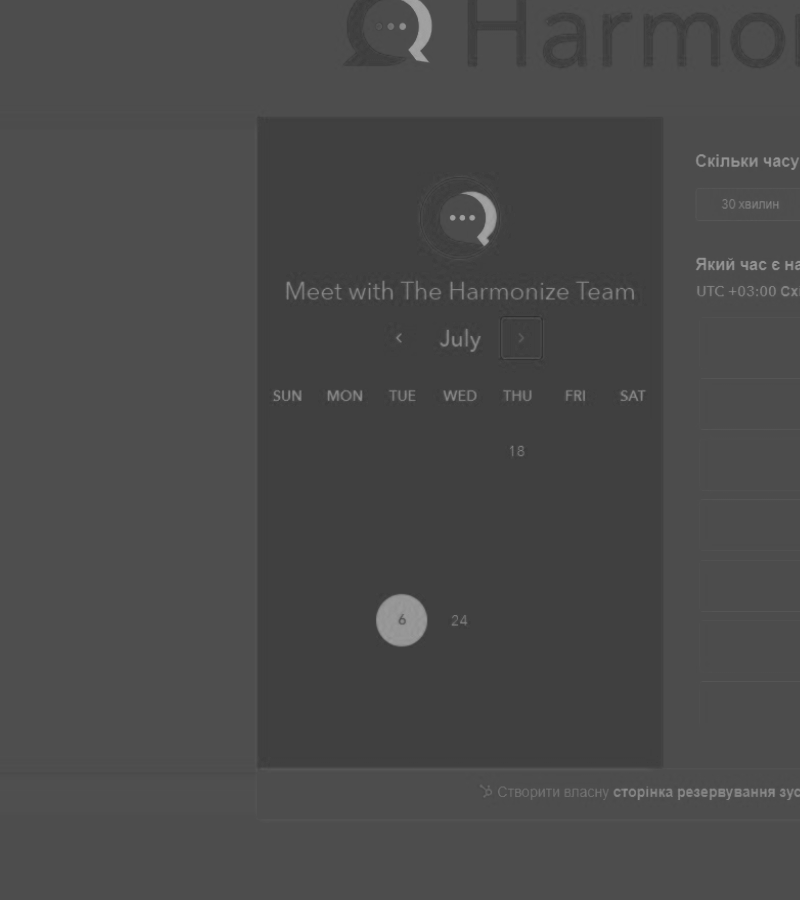 Harmo
Скільки часу
30 хвилин
Який час є на
UTC +03:00 Сх
Meet with The Harmonize Team
July
SUN MON TUE WED THU FRI SAT
18
6 24
Створити власну сторінка резервування зус